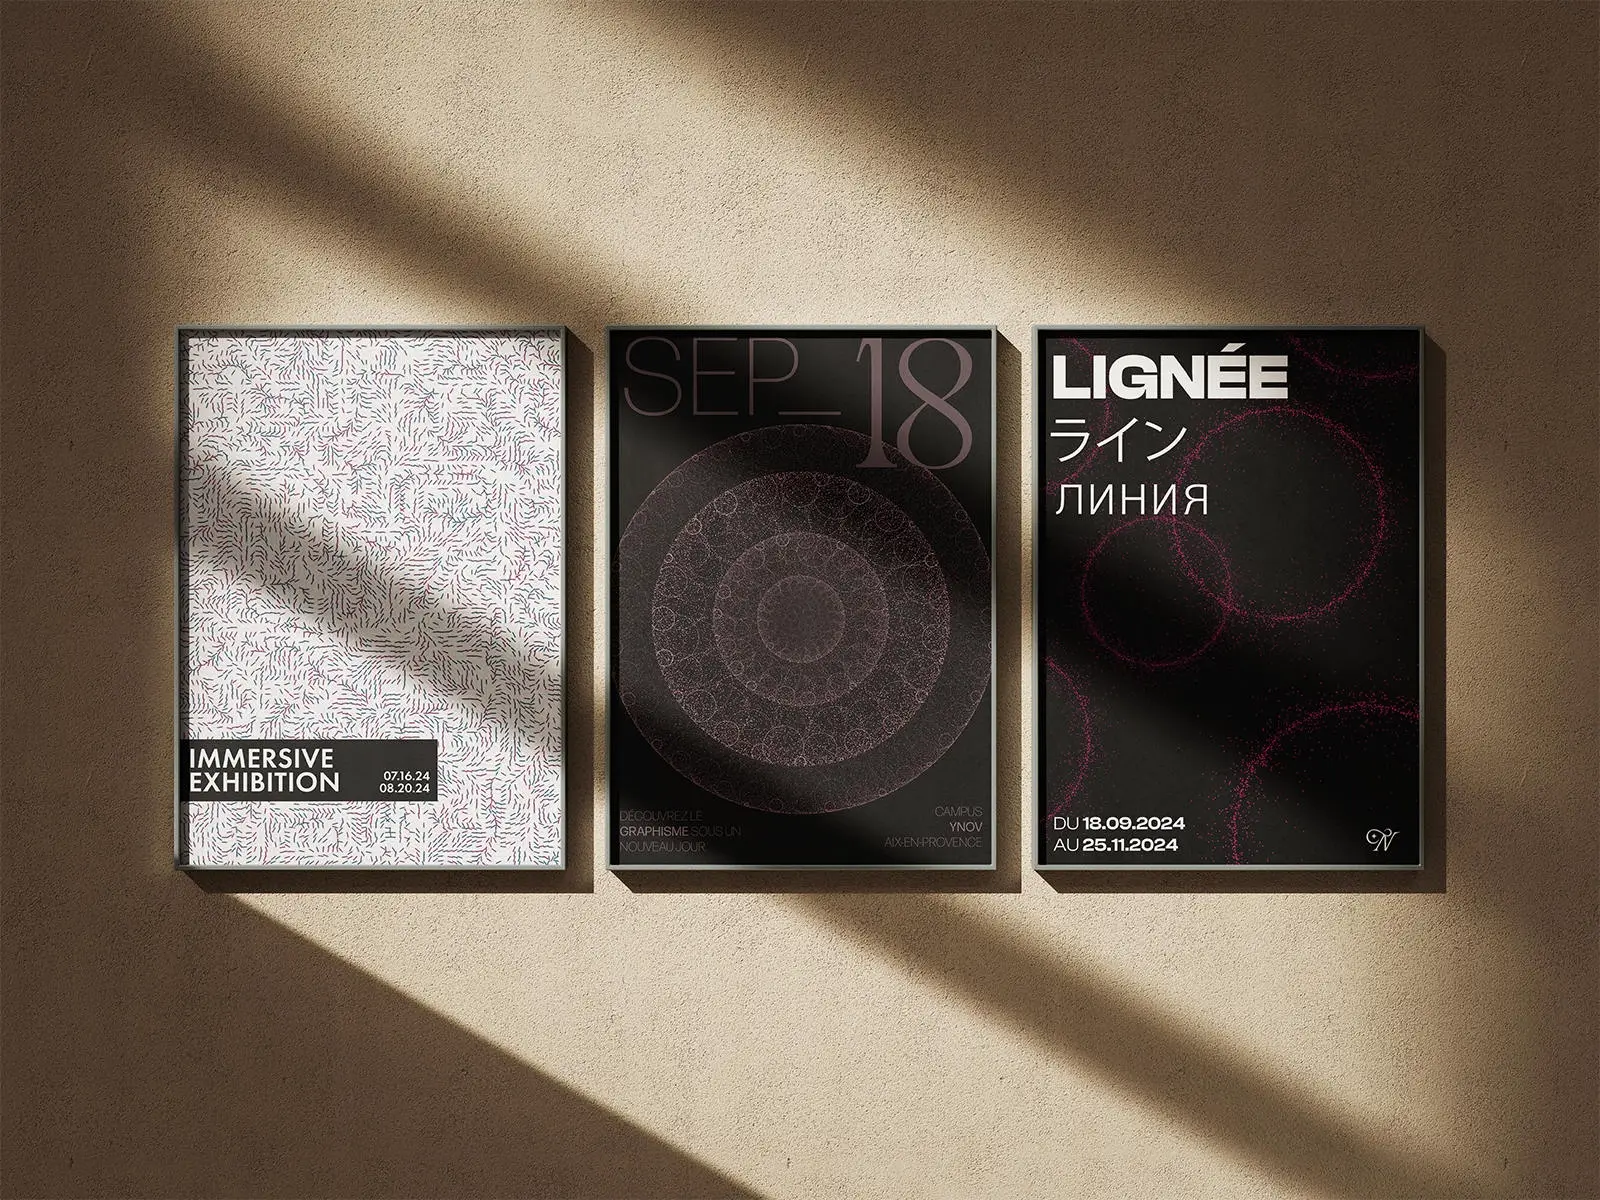 IMMERSIVE
EXHIBITION
07.16.24
08.20.24
SEP_18
DÉCOUVREZ LE
GRAPHISME SOUS UN
NOUVEAU JOUR
CAMPUS
YNOV
AIX-EN-PROVENCE
LIGNÉE
ライン
линия
DU 18.09.2024
AU 25.11.2024